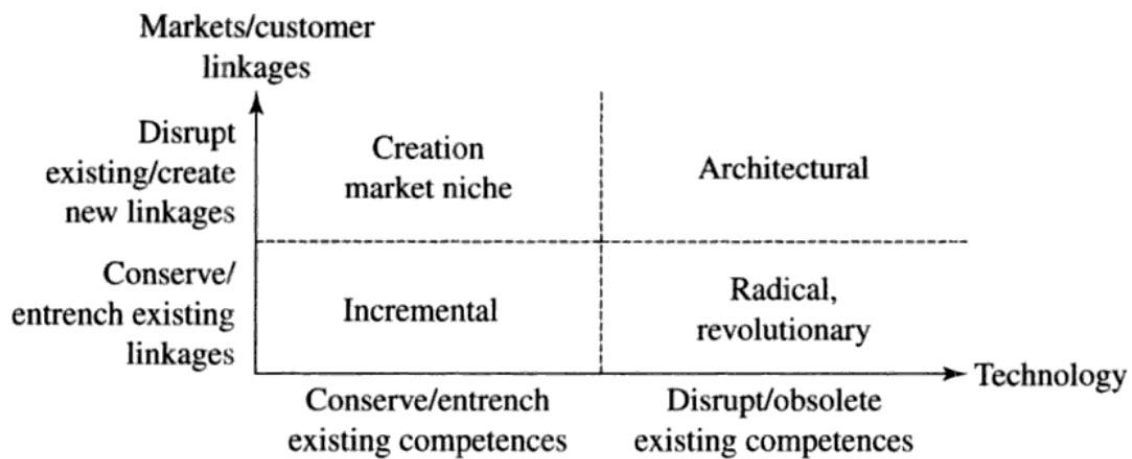 Markets/customer
linkages
Disrupt
existing/create
new linkages
Creation
market niche
Architectural
Conserve/
entrench existing
linkages
Incremental
Radical,
revolutionary
Technology
Conserve/entrench
existing competences
Disrupt/obsolete
existing competences